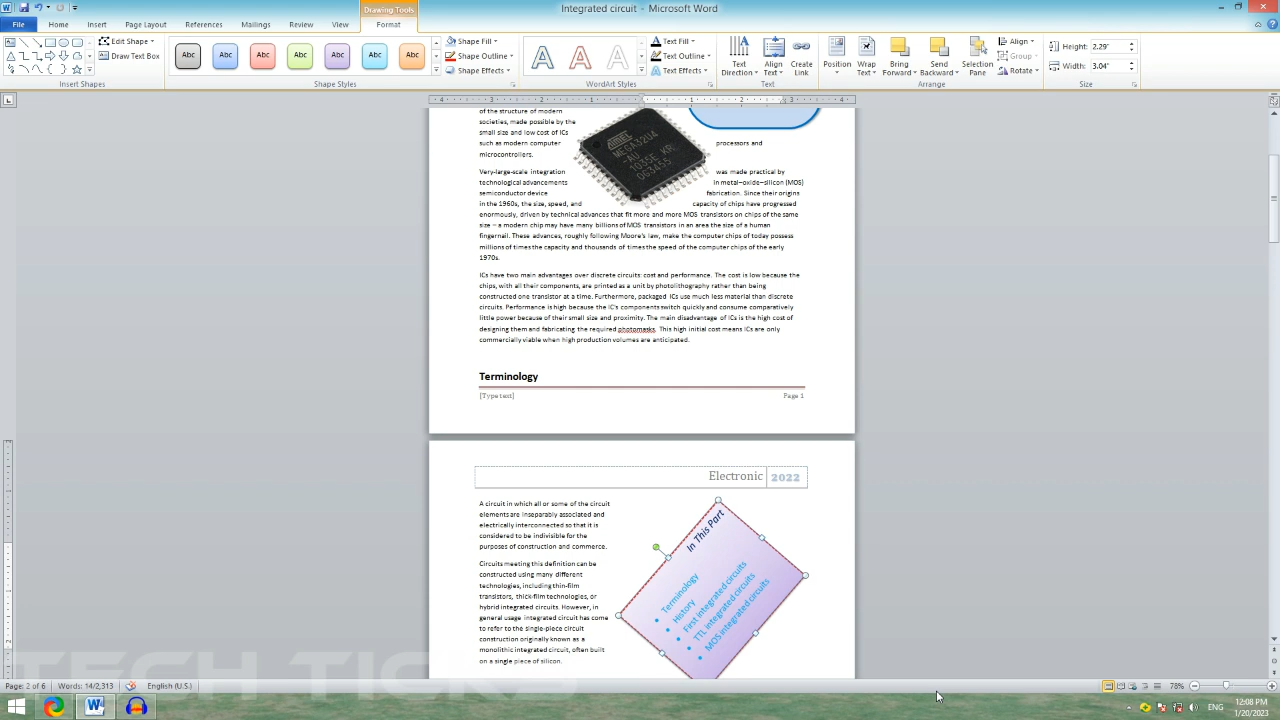 Drawing Tools
Integrated circuit - Microsoft Word
File Home Insert Page Layout References Mailings Review View Format
Edit Shape
Draw Text Box
Insert Shapes
Abc Abc Abc Abc Abc Abc Abc
Shape Fill
Shape Outline
Shape Effects
Shape Styles
A A A
Text Fill
Text Outline
Text Effects
WordArt Styles
Text Direction
Align Text
Create Link
Text
Position
Wrap Text
Bring Forward
Send Backward
Selection Pane
Align
Group
Rotate
Arrange
Height: 2.29"
Width: 3.04"
Size
of the structure of modern
societies, made possible by the
small size and low cost of ICs
such as modern computer processors and
microcontrollers.
Very-large-scale integration was made practical by
technological advancements in metal–oxide–silicon (MOS)
semiconductor device fabrication. Since their origins
in the 1960s, the size, speed, and capacity of chips have progressed
enormously, driven by technical advances that fit more and more MOS transistors on chips of the same
size – a modern chip may have many billions of MOS transistors in an area the size of a human
fingernail. These advances, roughly following Moore's law, make the computer chips of today possess
millions of times the capacity and thousands of times the speed of the computer chips of the early
1970s.
ATMEL
MEGA32U4
-AU
1035E KR
0G3455
ICs have two main advantages over discrete circuits: cost and performance. The cost is low because the
chips, with all their components, are printed as a unit by photolithography rather than being
constructed one transistor at a time. Furthermore, packaged ICs use much less material than discrete
circuits. Performance is high because the IC's components switch quickly and consume comparatively
little power because of their small size and proximity. The main disadvantage of ICs is the high cost of
designing them and fabricating the required photomasks. This high initial cost means ICs are only
commercially viable when high production volumes are anticipated.
Terminology
[Type text] Page 1
Electronic 2022
A circuit in which all or some of the circuit
elements are inseparably associated and
electrically interconnected so that it is
considered to be indivisible for the
purposes of construction and commerce.
Circuits meeting this definition can be
constructed using many different
technologies, including thin-film
transistors, thick-film technologies, or
hybrid integrated circuits. However, in
general usage integrated circuit has come
to refer to the single-piece circuit
construction originally known as a
monolithic integrated circuit, often built
on a single piece of silicon.
In This Part
• Terminology
• History
• First integrated circuits
• TTL integrated circuits
• MOS integrated circuits
TECH TICKS
Page: 2 of 6 Words: 14/2,313 English (U.S.) 78%
ENG
12:08 PM
1/20/2023